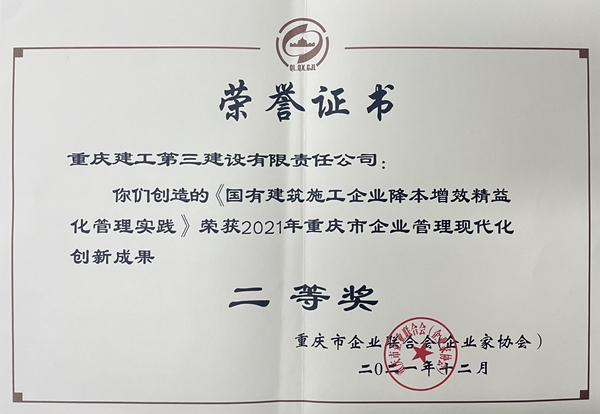 QL.QX.GJL
荣誉证书
重庆建工第三建设有限责任公司：
你们创造的《国有建筑施工企业降本增效精益
化管理实践》荣获2021年重庆市企业管理现代化
创新成果
二等奖
重庆市企业联合会(企业家协会)
二〇二一年十二月